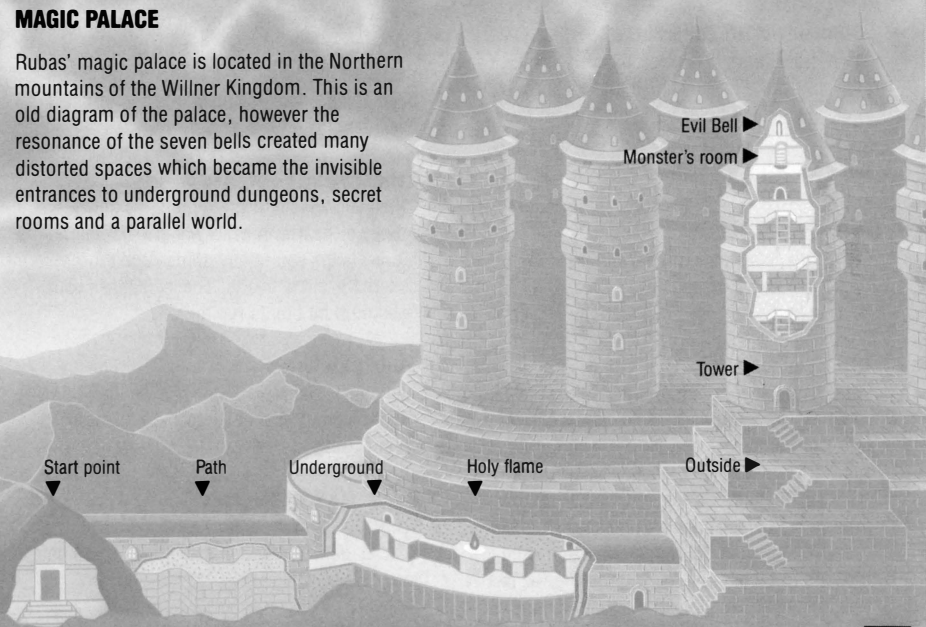 MAGIC PALACE
Rubas' magic palace is located in the Northern
mountains of the Willner Kingdom. This is an
old diagram of the palace, however the
resonance of the seven bells created many
distorted spaces which became the invisible
entrances to underground dungeons, secret
rooms and a parallel world.
Evil Bell
Monster's room
Tower
Outside
Start point
Path
Underground
Holy flame